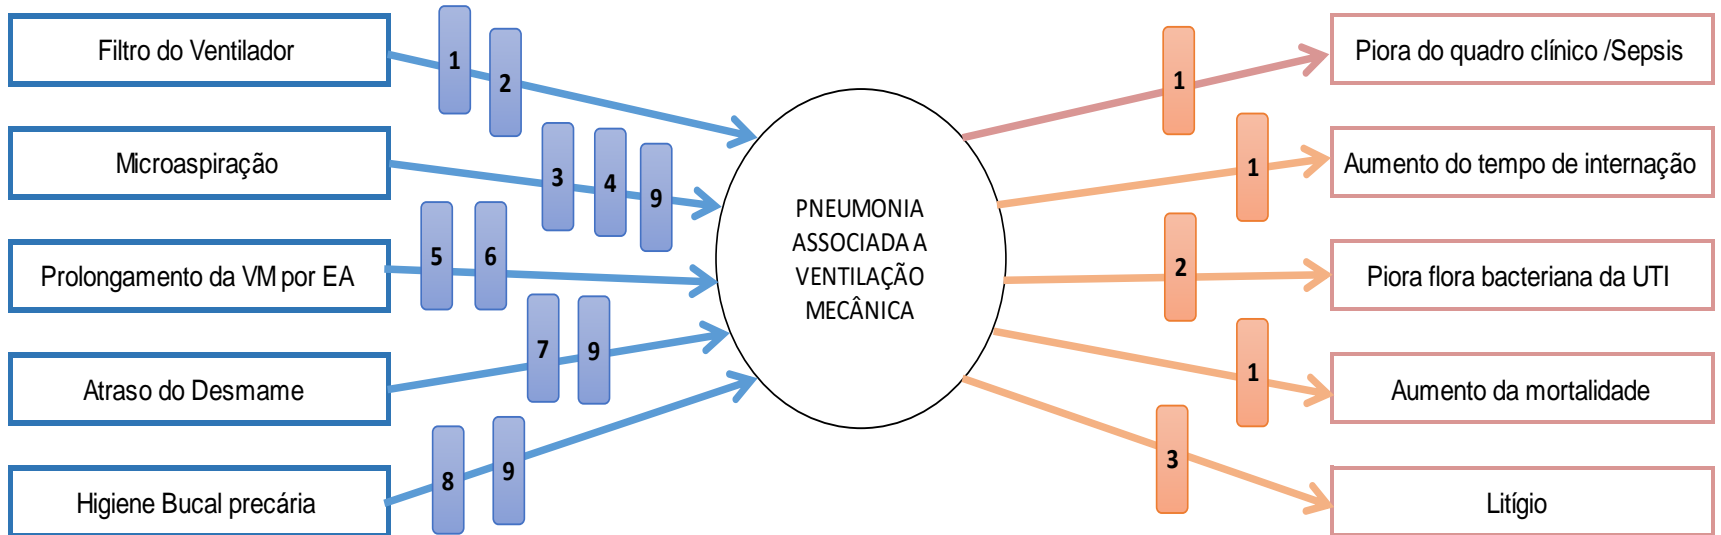 Filtro do Ventilador
1
2
Microaspiração
3
4
9
Prolongamento da VM por EA
5
6
Atraso do Desmame
7
9
Higiene Bucal precária
8
9
PNEUMONIA
ASSOCIADA A
VENTILAÇÃO
MECÂNICA
1
Piora do quadro clínico /Sepsis
1
Aumento do tempo de internação
2
Piora flora bacteriana da UTI
1
Aumento da mortalidade
3
Litígio